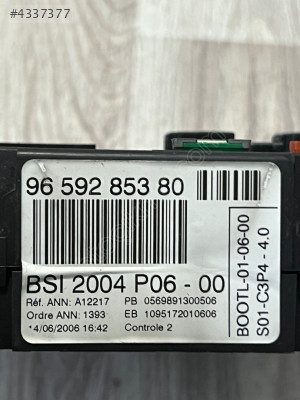 #4337377
96 592 853 80
BSI 2004 P06 - 00
Réf. ANN: A12217 PB 0569891300506
Ordre ANN: 1393 EB 1095172010606
*4/06/2006 16:42 Controle 2
BOOTL-01-06-00
S01-C3P4 - 4.0